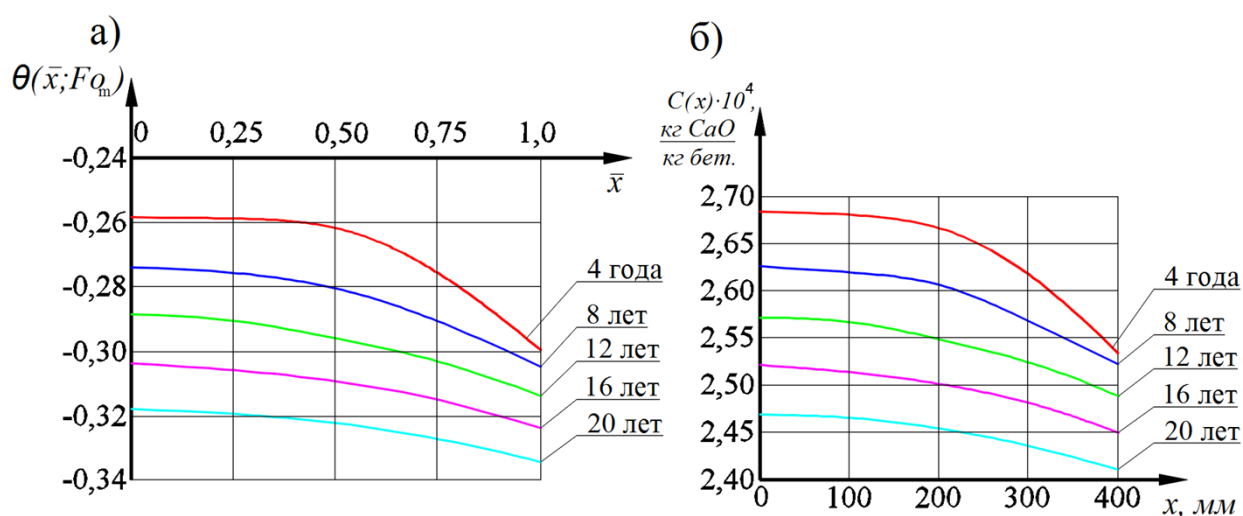 а)
θ(x̄;Foₘ)
0 0,25 0,50 0,75 1,0
x̄
-0,24
-0,26
-0,28
-0,30
-0,32
-0,34
4 года
8 лет
12 лет
16 лет
20 лет
б)
C(x)·10⁴,
кг CaO
кг бет.
2,70
2,65
2,60
2,55
2,50
2,45
2,40
0 100 200 300 400
x, мм
4 года
8 лет
12 лет
16 лет
20 лет